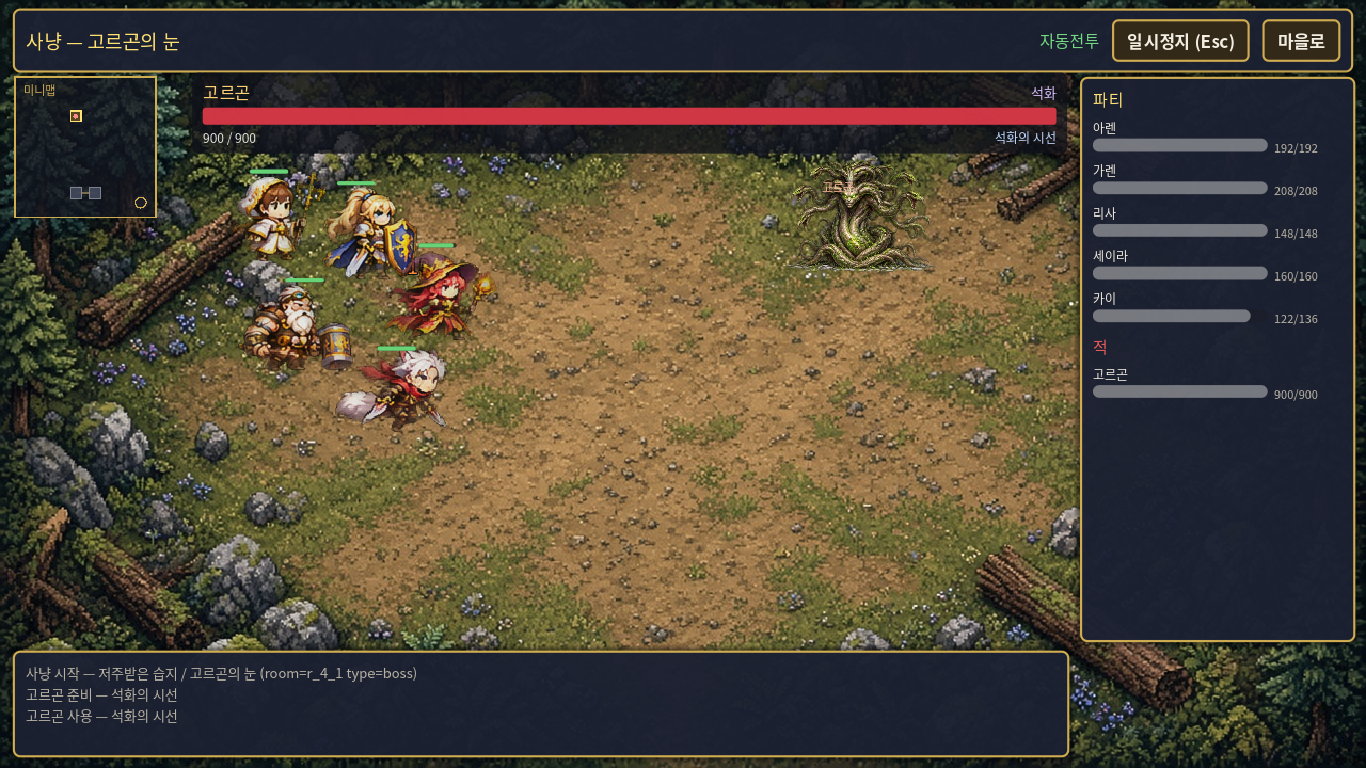 사냥 — 고르곤의 눈
자동전투
일시정지 (Esc)
마을로
미니맵
고르곤
석화
900 / 900
석화의 시선
고르곤
파티
아렌
192/192
가렌
208/208
리사
148/148
세이라
160/160
카이
122/136
적
고르곤
900/900
사냥 시작 — 저주받은 습지 / 고르곤의 눈 (room=r_4_1 type=boss)
고르곤 준비 — 석화의 시선
고르곤 사용 — 석화의 시선